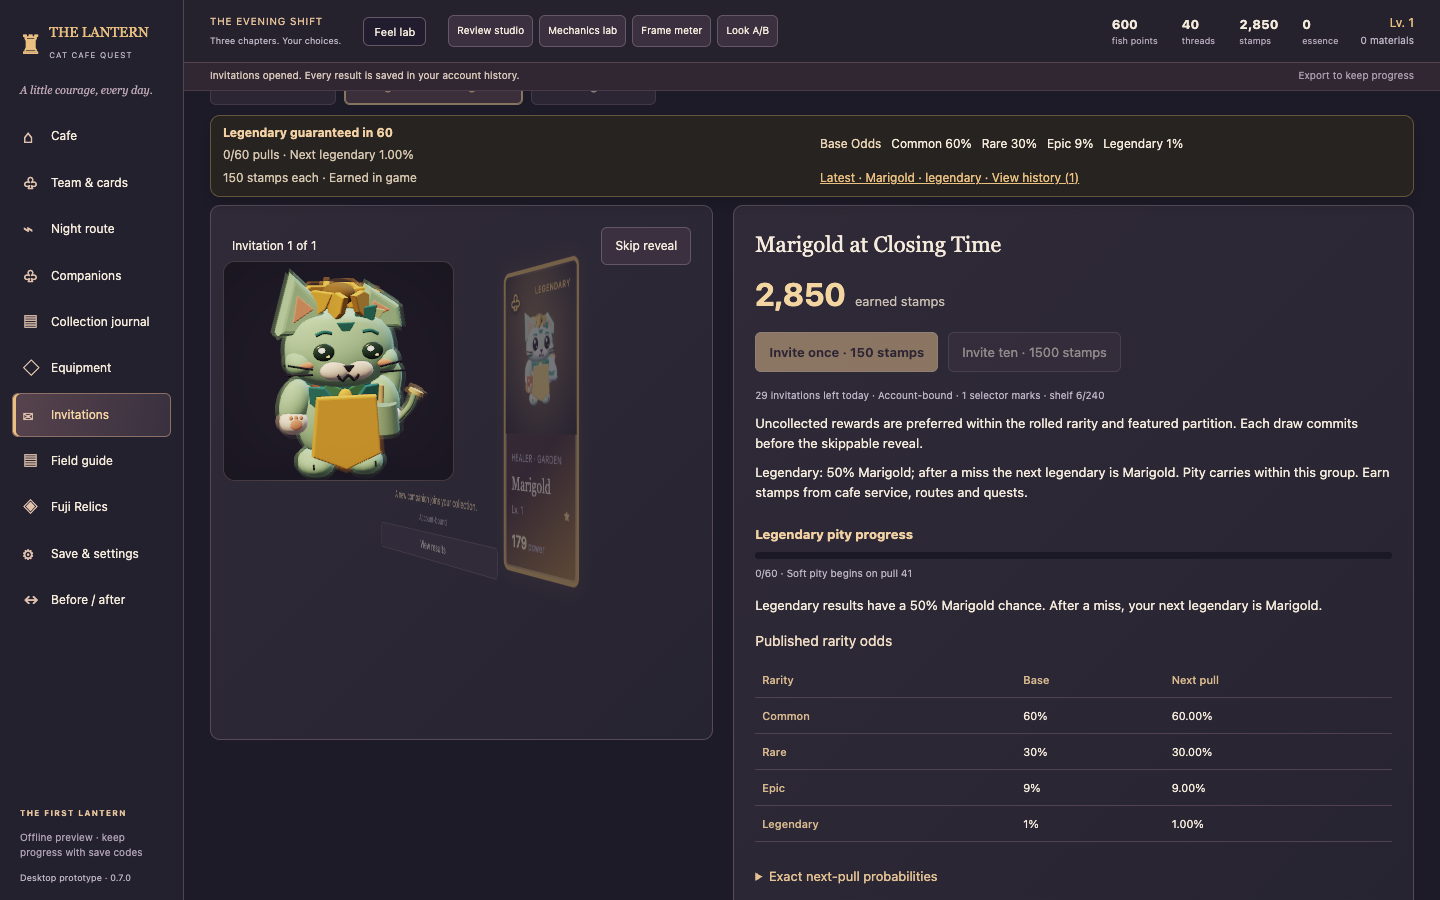 THE LANTERN
CAT CAFE QUEST
A little courage, every day.
Cafe
Team & cards
Night route
Companions
Collection journal
Equipment
Invitations
Field guide
Fuji Relics
Save & settings
Before / after
THE FIRST LANTERN
Offline preview · keep
progress with save codes
Desktop prototype · 0.7.0
THE EVENING SHIFT
Three chapters. Your choices.
Feel lab
Review studio
Mechanics lab
Frame meter
Look A/B
600
fish points
40
threads
2,850
stamps
0
essence
Lv. 1
0 materials
Invitations opened. Every result is saved in your account history.
Export to keep progress
Legendary guaranteed in 60
0/60 pulls · Next legendary 1.00%
150 stamps each · Earned in game
Base Odds Common 60% Rare 30% Epic 9% Legendary 1%
Latest · Marigold · legendary · View history (1)
Invitation 1 of 1
Skip reveal
LEGENDARY
HEALER · GARDEN
Marigold
Lv. 1
179 power
A new companion joins your collection.
Account-bound
View results
Marigold at Closing Time
2,850 earned stamps
Invite once · 150 stamps
Invite ten · 1500 stamps
29 invitations left today · Account-bound · 1 selector marks · shelf 6/240
Uncollected rewards are preferred within the rolled rarity and featured partition. Each draw commits
before the skippable reveal.
Legendary: 50% Marigold; after a miss the next legendary is Marigold. Pity carries within this group. Earn
stamps from cafe service, routes and quests.
Legendary pity progress
0/60 · Soft pity begins on pull 41
Legendary results have a 50% Marigold chance. After a miss, your next legendary is Marigold.
Published rarity odds
Rarity Base Next pull
Common 60% 60.00%
Rare 30% 30.00%
Epic 9% 9.00%
Legendary 1% 1.00%
Exact next-pull probabilities